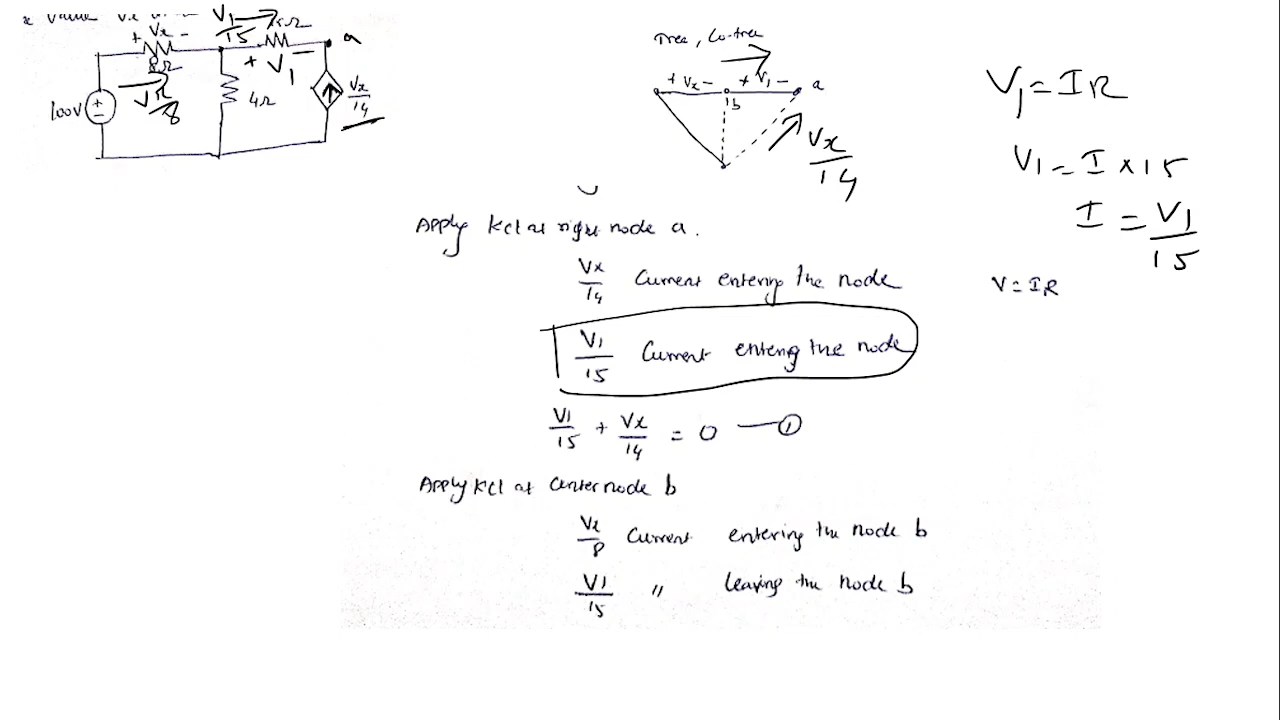 + Vx -
8Ω
V1
15
+ V1 -
a
100V
Vx
8
4Ω
Vx
14
Tree, Co-tree
+ Vx - + V1 - a
b
Vx
14
V1 = IR
V1 = I x 15
I = V1
15
V = IR
Apply Kcl at right node a.
Vx
14 Current entering the node
V1
15 Current entering the node
V1
15 + Vx
14 = 0 — ①
Apply Kcl at Center node b
Vx
8 Current entering the node b
V1
15 〃 leaving the node b